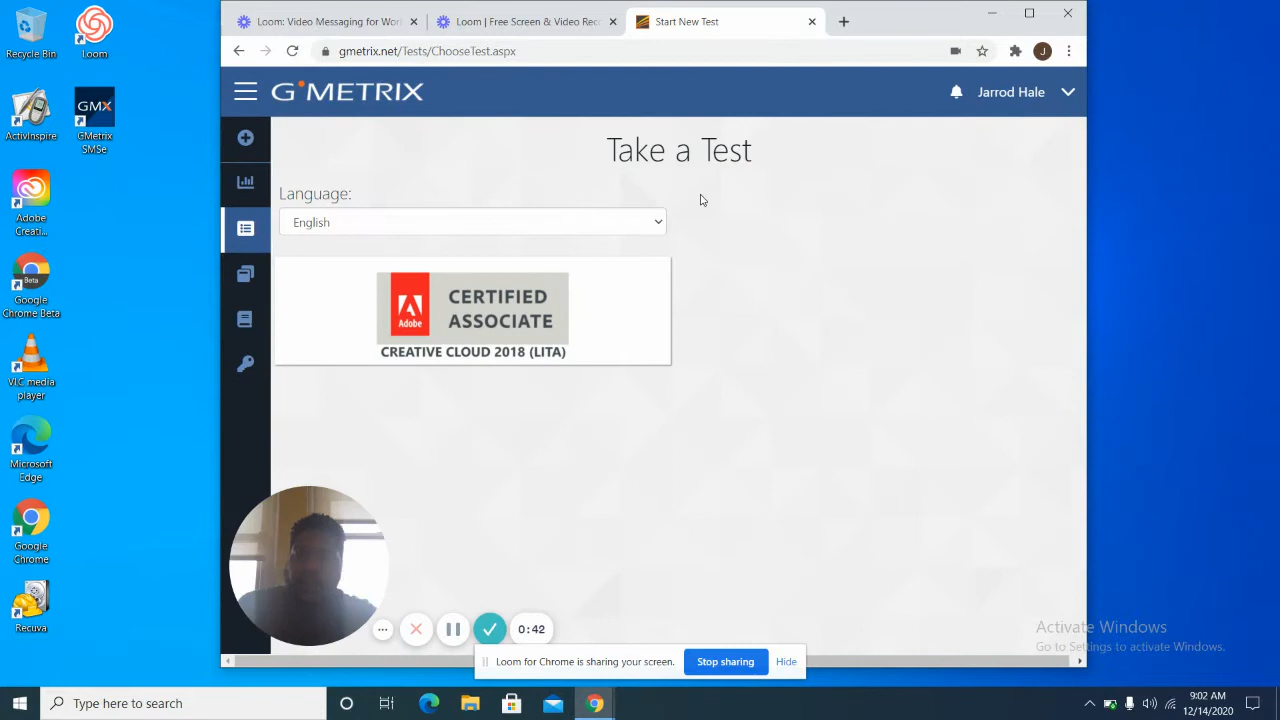 Recycle Bin
Loom
ActivInspire
GMX
GMetrix
SMSe
Adobe
Creati...
Google
Chrome Beta
VLC media
player
Microsoft
Edge
Google
Chrome
Recuva
Loom: Video Messaging for Wor
Loom | Free Screen & Video Rec
Start New Test
gmetrix.net/Tests/ChooseTest.aspx
J
GMETRIX
Jarrod Hale
Take a Test
Language:
English
Adobe
CERTIFIED
ASSOCIATE
CREATIVE CLOUD 2018 (LITA)
0:42
Loom for Chrome is sharing your screen.
Stop sharing
Hide
Activate Windows
Go to Settings to activate Windows.
Type here to search
9:02 AM
12/14/2020